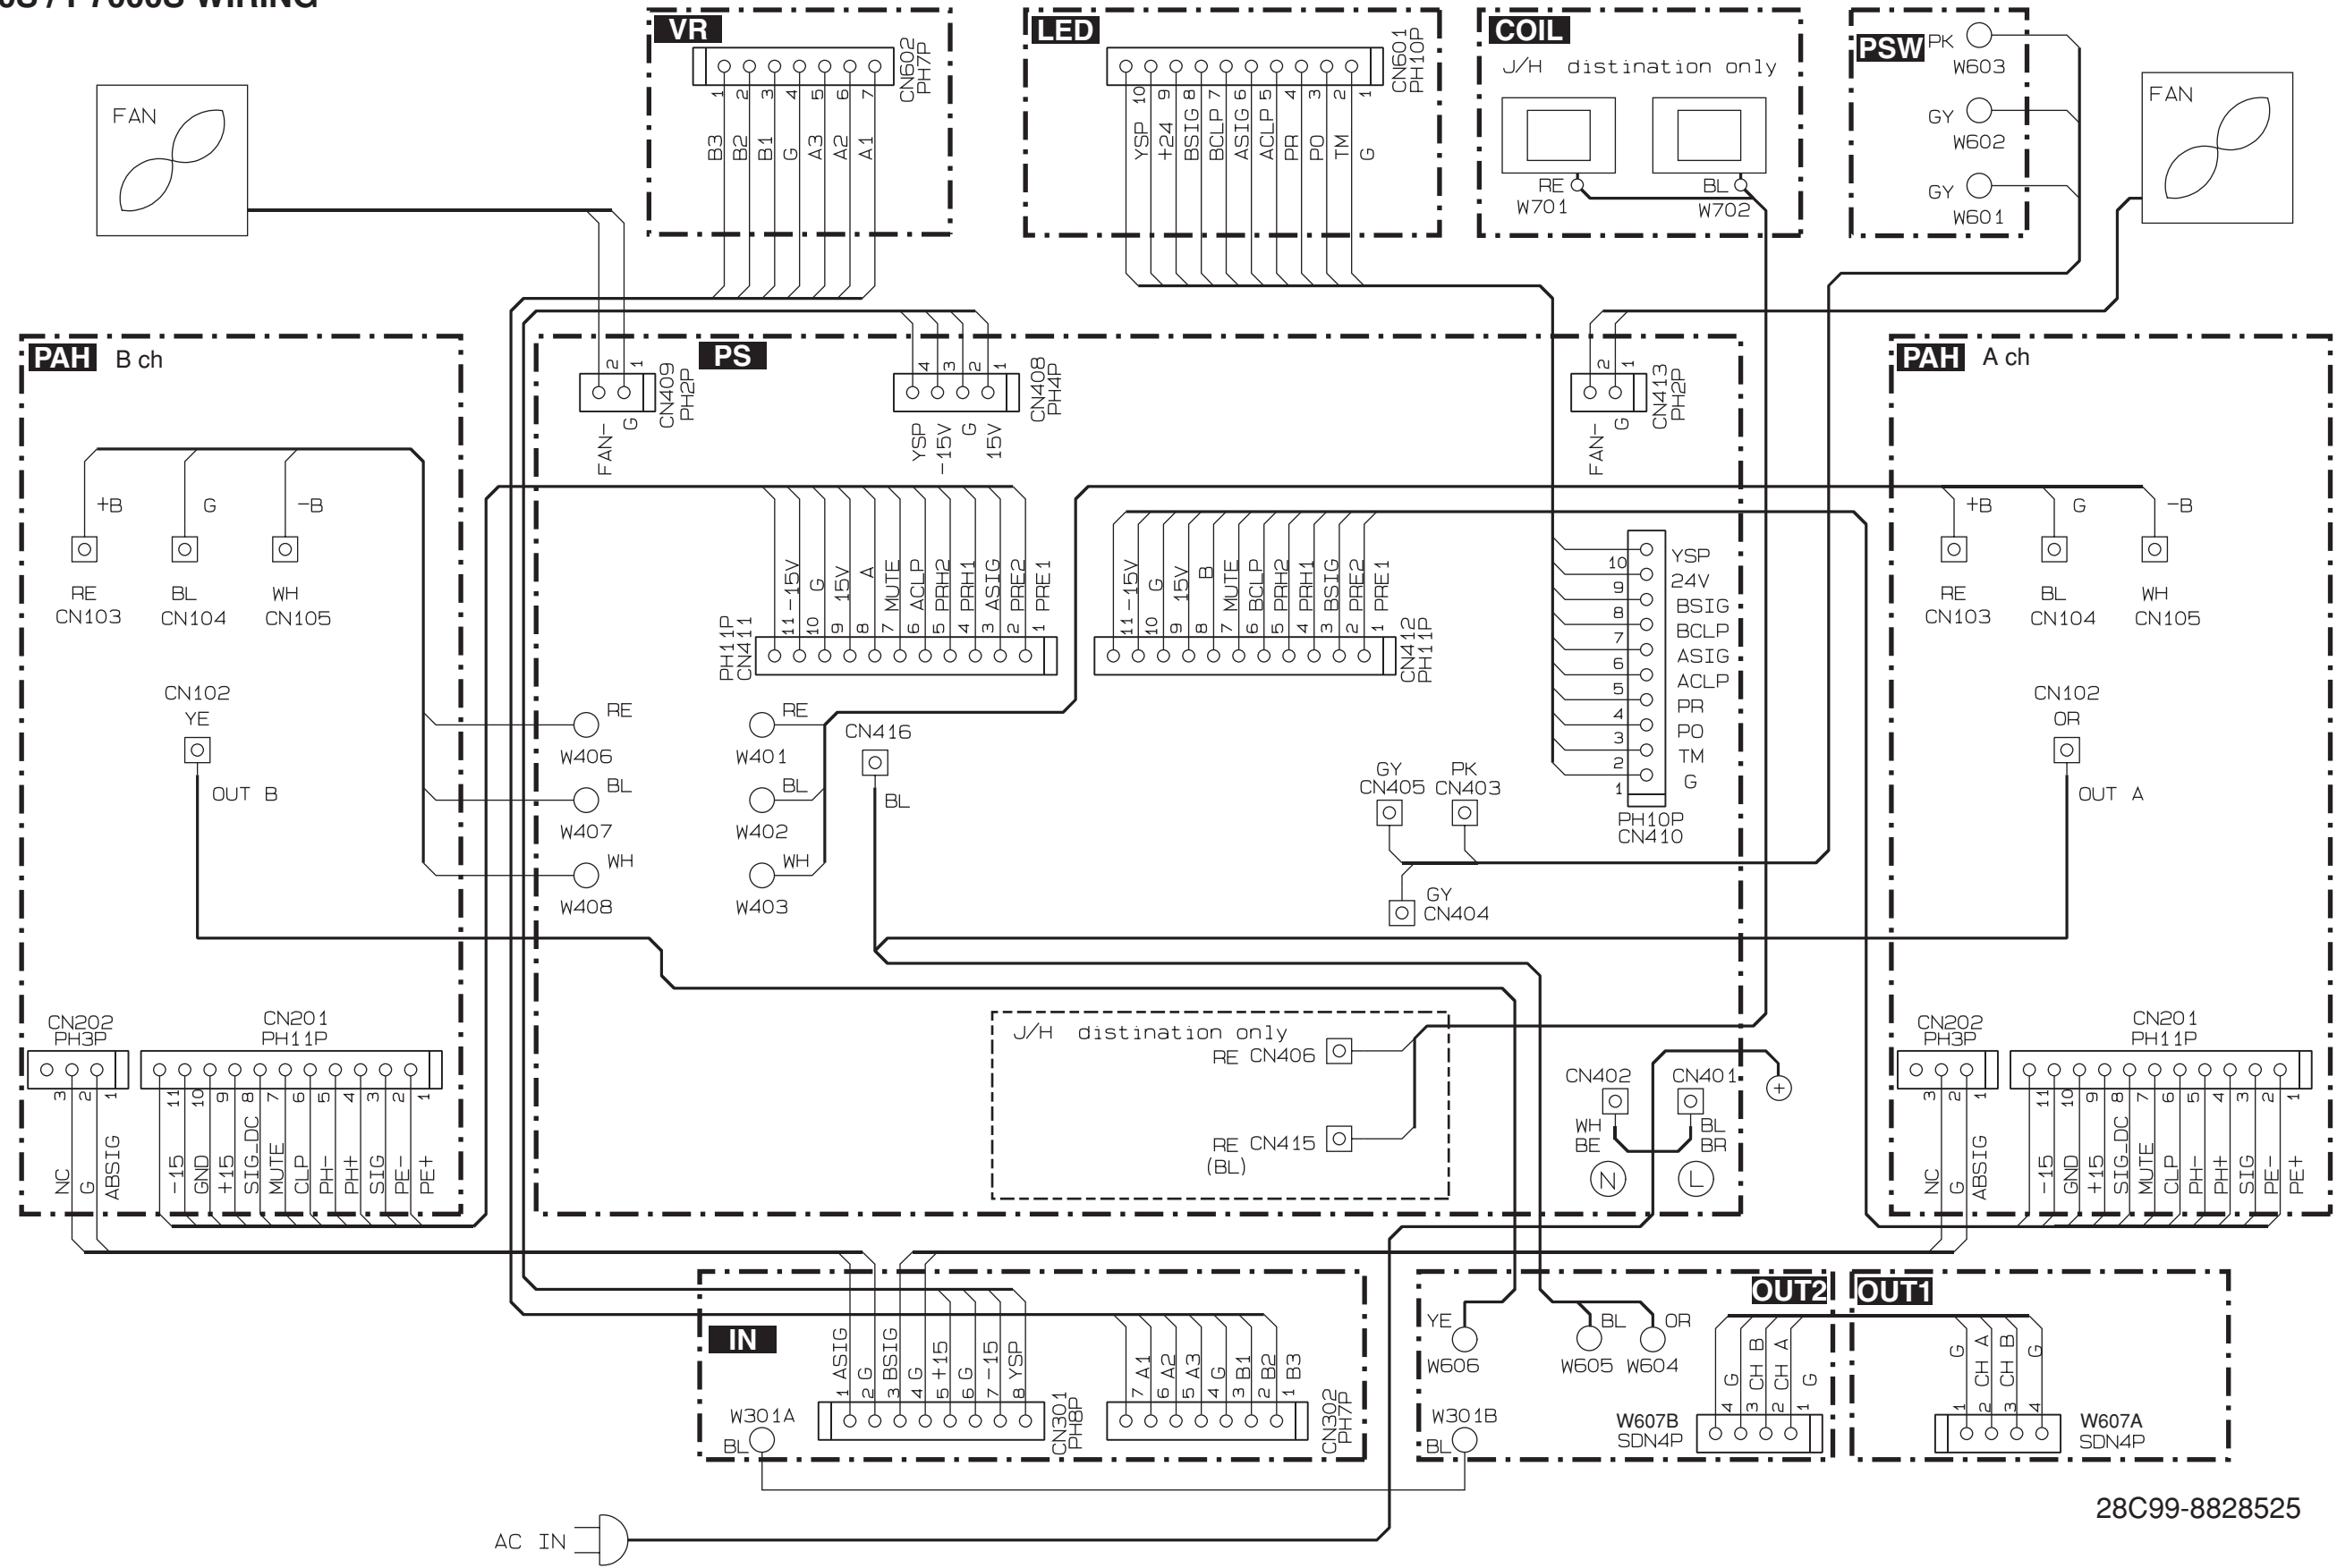 VR
CN602
PH7P
1 2 3 4 5 6 7
B3 B2 B1 G A3 A2 A1
LED
CN601
PH10P
10 9 8 7 6 5 4 3 2 1
YSP +24 BSIG BCLP ASIG ACLP PR PO TM G
COIL
J/H distination only
RE
W701
BL
W702
PSW
PK
W603
GY
W602
GY
W601
FAN
FAN
PAH B ch
+B G -B
RE
CN103
BL
CN104
WH
CN105
CN102
YE
OUT B
CN202
PH3P
3 2 1
NC G ABSIG
CN201
PH11P
11 10 9 8 7 6 5 4 3 2 1
-15 GND +15 SIG_DC MUTE CLP PH- PH+ SIG PE- PE+
PS
2 1
CN409
PH2P
FAN- G
4 3 2 1
CN408
PH4P
YSP -15V G 15V
2 1
CN413
PH2P
FAN- G
-15V G 15V A MUTE ACLP PRH2 PRH1 ASIG PRE2 PRE1
11 10 9 8 7 6 5 4 3 2 1
PH11P
CN411
-15V G 15V B MUTE BCLP PRH2 PRH1 BSIG PRE2 PRE1
11 10 9 8 7 6 5 4 3 2 1
CN412
PH11P
10 YSP
9 24V
8 BSIG
7 BCLP
6 ASIG
5 ACLP
4 PR
3 PO
2 TM
1 G
PH10P
CN410
RE
W406
BL
W407
WH
W408
RE
W401
BL
W402
WH
W403
CN416
BL
GY
CN405
PK
CN403
GY
CN404
J/H distination only
RE CN406
RE CN415
(BL)
CN402
WH
BE
N
CN401
BL
BR
L
+
PAH A ch
+B G -B
RE
CN103
BL
CN104
WH
CN105
CN102
OR
OUT A
CN202
PH3P
3 2 1
NC G ABSIG
CN201
PH11P
11 10 9 8 7 6 5 4 3 2 1
-15 GND +15 SIG_DC MUTE CLP PH- PH+ SIG PE- PE+
IN
1 ASIG
2 G
3 BSIG
4 G
5 +15
6 G
7 -15
8 YSP
CN301
PH8P
7 A1
6 A2
5 A3
4 G
3 B1
2 B2
1 B3
CN302
PH7P
W301A
BL
OUT2
YE
W606
BL
W605
OR
W604
W301B
BL
4 G
3 CH B
2 CH A
1 G
W607B
SDN4P
OUT1
1 G
2 CH A
3 CH B
4 G
W607A
SDN4P
AC IN
28C99-8828525